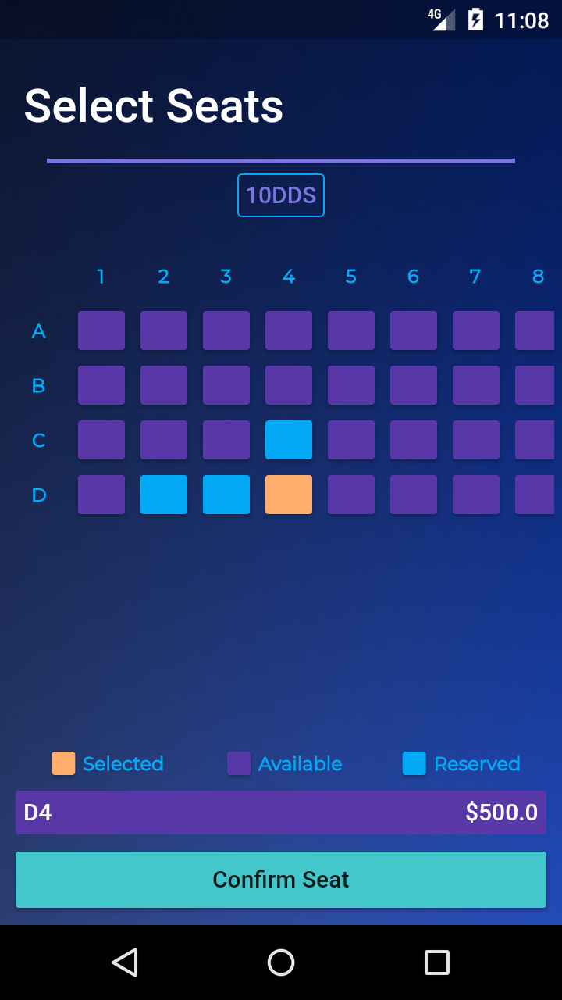 4G 11:08
Select Seats
10DDS
1 2 3 4 5 6 7 8
A
B
C
D
Selected Available Reserved
D4 $500.0
Confirm Seat